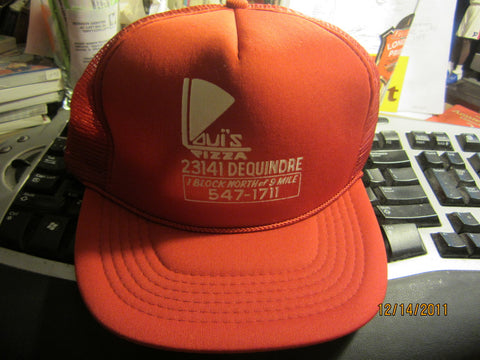 Loui's
PIZZA
23141 DEQUINDRE
1 BLOCK NORTH of 9 MILE
547-1711
12/14/2011